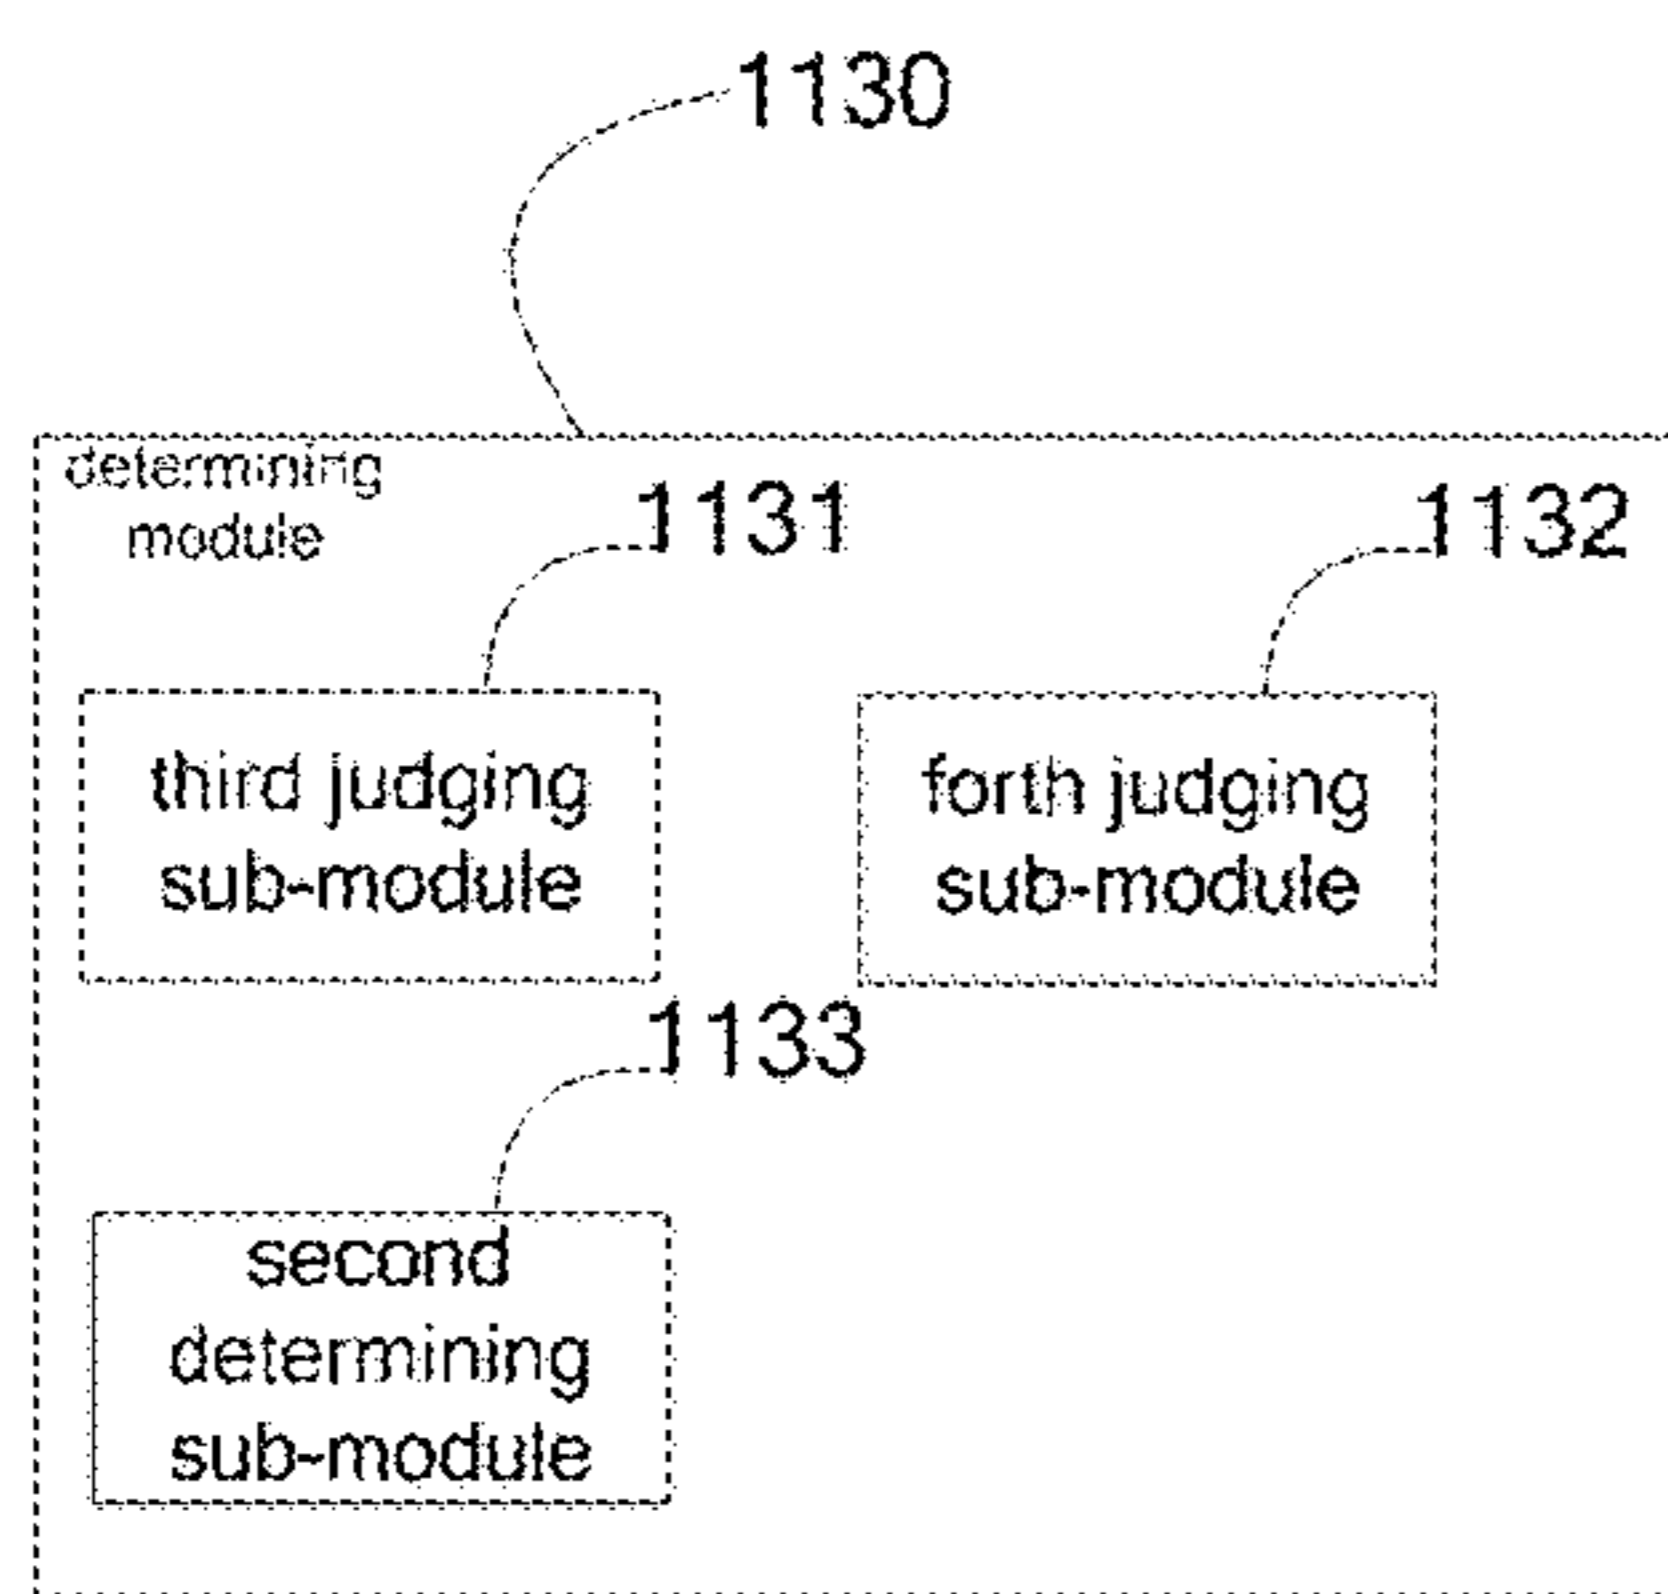 1130
determining
module
1131
1132
third judging
sub-module
forth judging
sub-module
1133
second
determining
sub-module